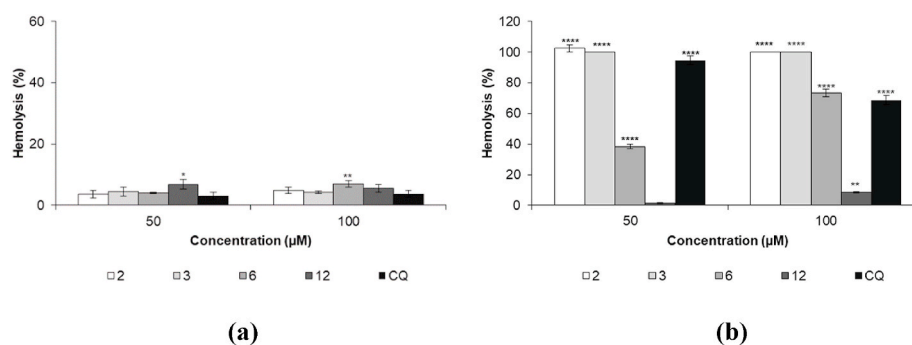 60
40
20
0
Hemolysis (%)
*
**
50
100
Concentration (µM)
2 3 6 12 CQ
(a)
120
100
80
60
40
20
0
Hemolysis (%)
**** **** **** ****
**** **** **** ****
**
50
100
Concentration (µM)
2 3 6 12 CQ
(b)